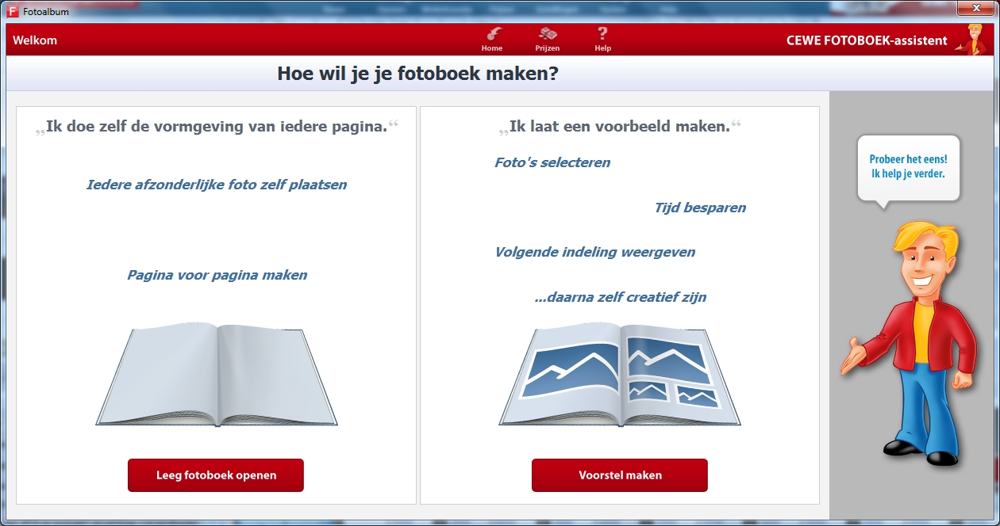 Fotoalbum
Welkom
Home
Prijzen
Help
CEWE FOTOBOEK-assistent
Hoe wil je je fotoboek maken?
„Ik doe zelf de vormgeving van iedere pagina.“
Iedere afzonderlijke foto zelf plaatsen
Pagina voor pagina maken
Leeg fotoboek openen
„Ik laat een voorbeeld maken.“
Foto's selecteren
Tijd besparen
Volgende indeling weergeven
...daarna zelf creatief zijn
Voorstel maken
Probeer het eens!
Ik help je verder.